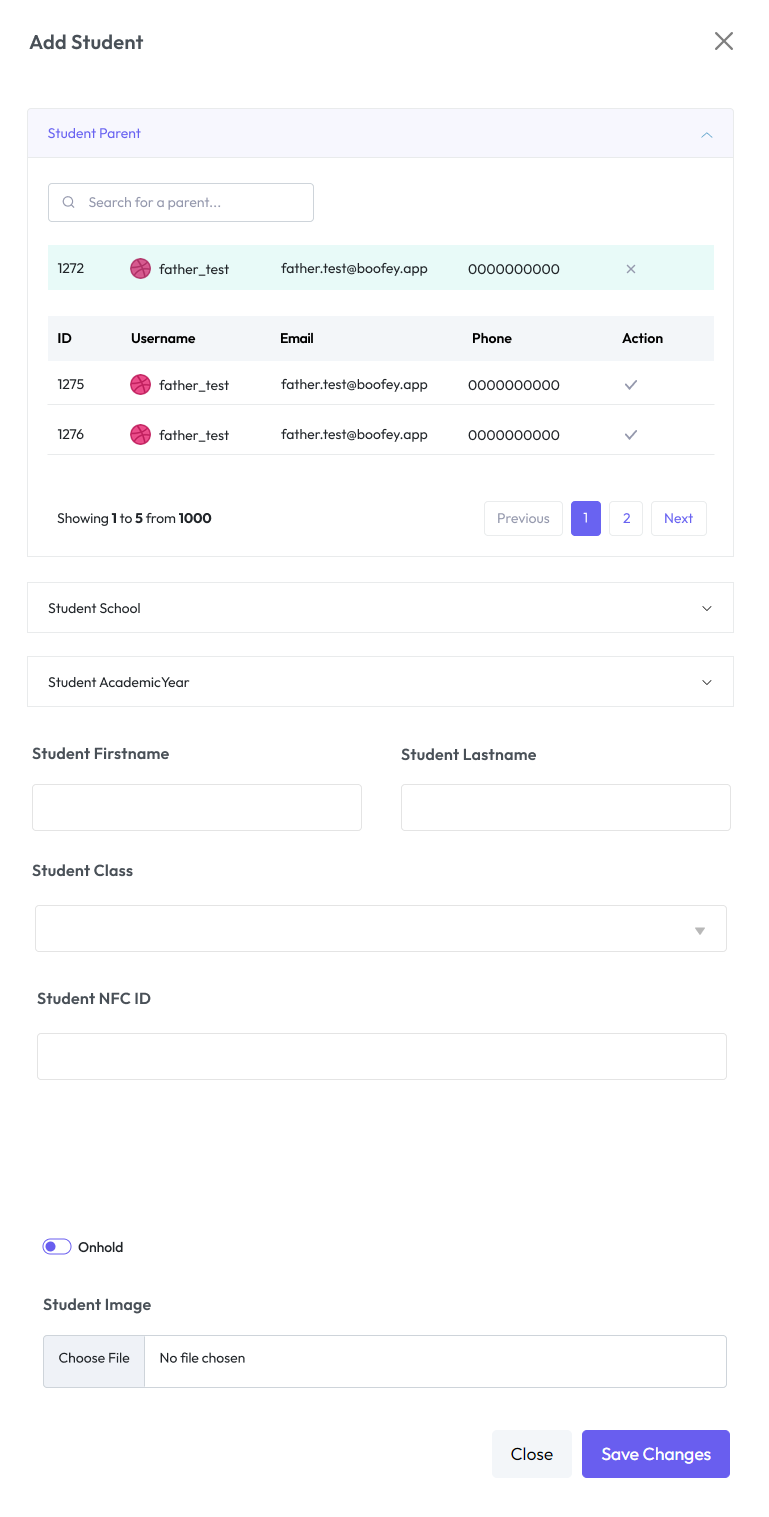 Add Student
Student Parent
Search for a parent...
1272 father_test father.test@boofey.app 0000000000
ID Username Email Phone Action
1275 father_test father.test@boofey.app 0000000000
1276 father_test father.test@boofey.app 0000000000
Showing 1 to 5 from 1000 Previous 1 2 Next
Student School
Student AcademicYear
Student Firstname Student Lastname
Student Class
Student NFC ID
Onhold
Student Image
Choose File No file chosen
Close Save Changes